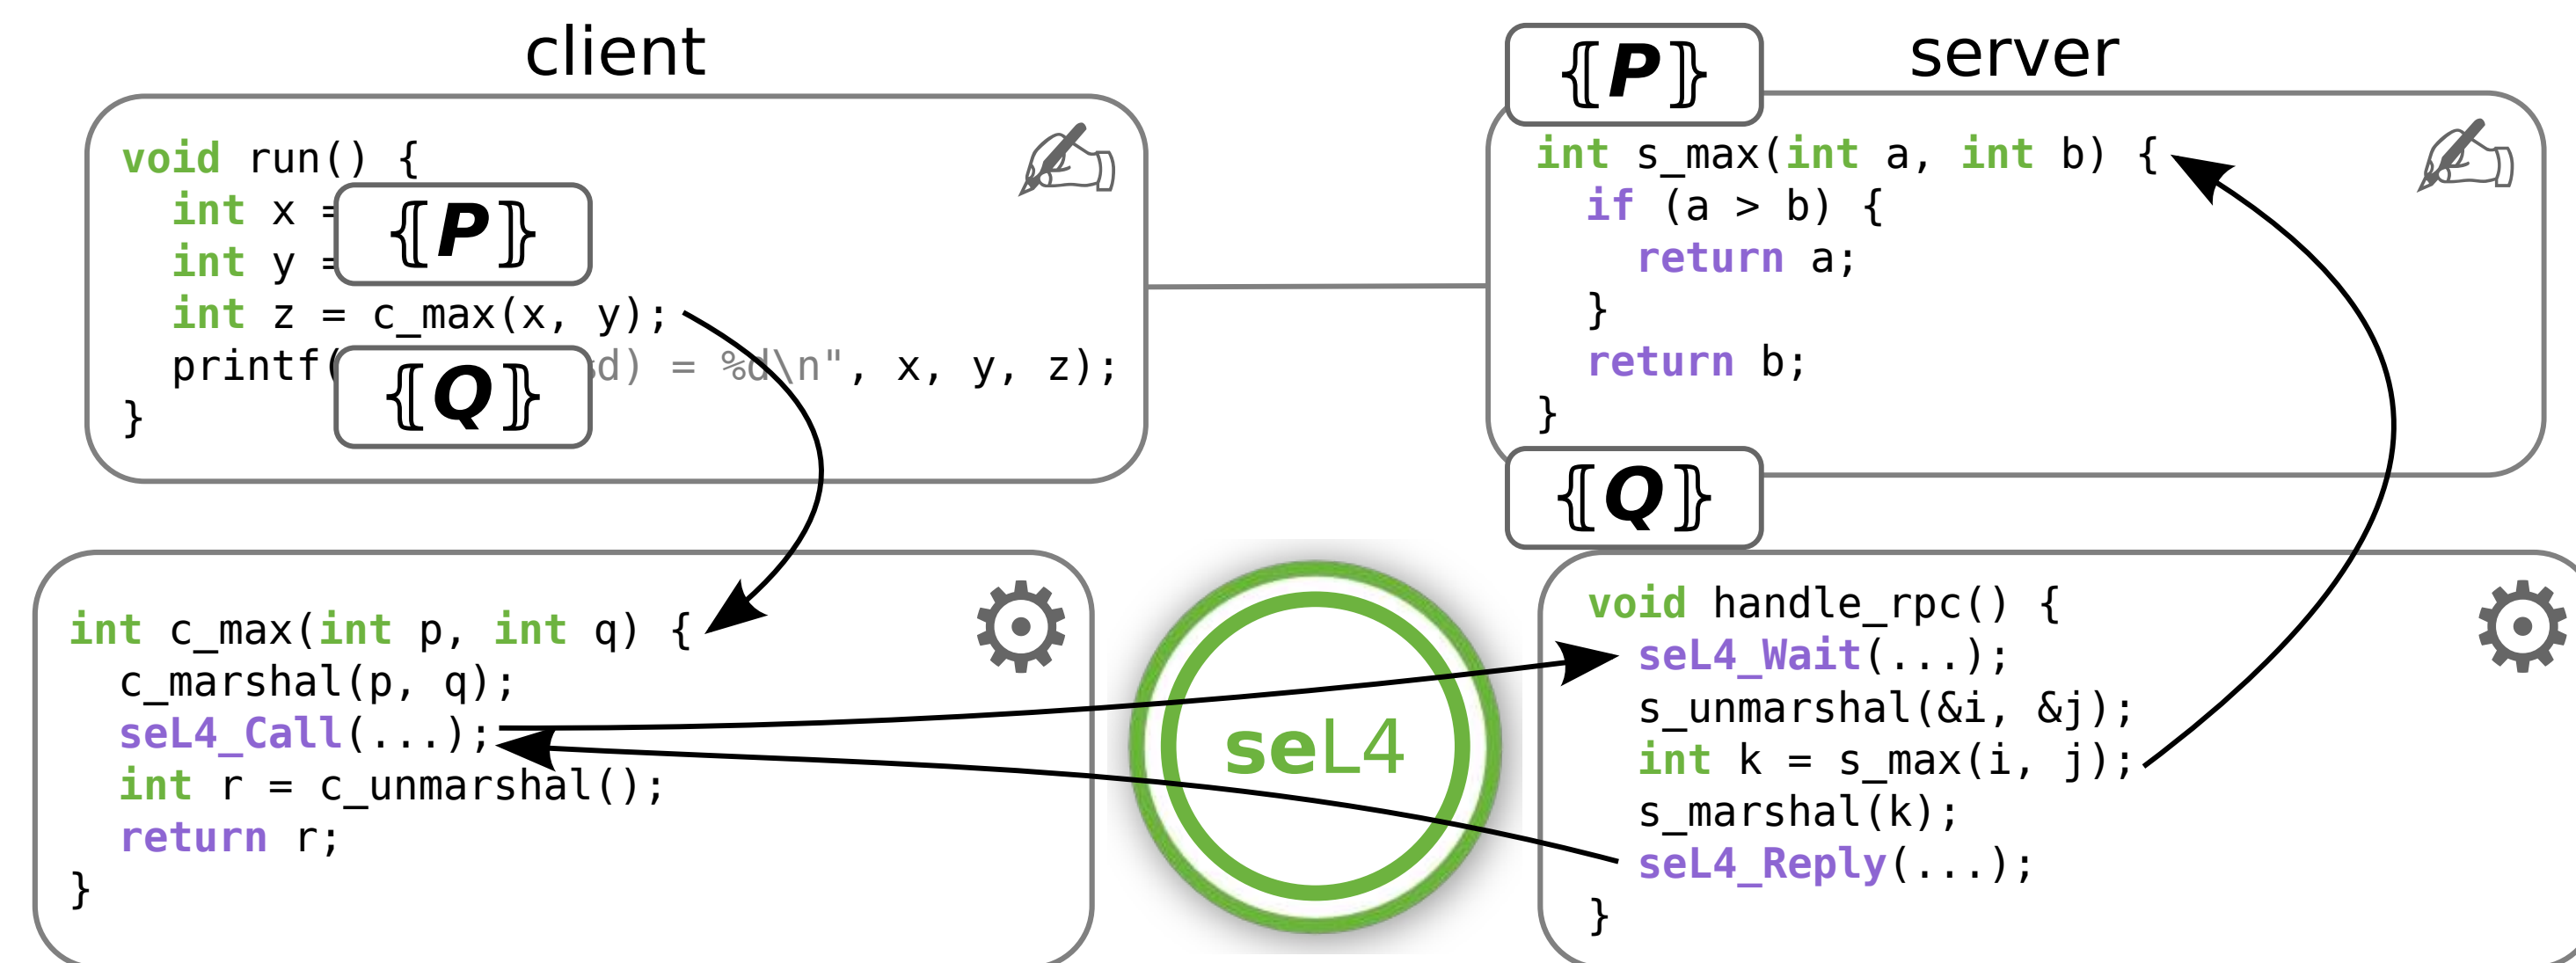 client
void run() {
{[P]}
int x =
int y =
int z = c_max(x, y);
printf( d) = %d\n", x, y, z);
{[Q]}
}
server
{[P]}
int s_max(int a, int b) {
if (a > b) {
return a;
}
return b;
}
{[Q]}
int c_max(int p, int q) {
c_marshal(p, q);
seL4_Call(...);
int r = c_unmarshal();
return r;
}
seL4
void handle_rpc() {
seL4_Wait(...);
s_unmarshal(&i, &j);
int k = s_max(i, j);
s_marshal(k);
seL4_Reply(...);
}